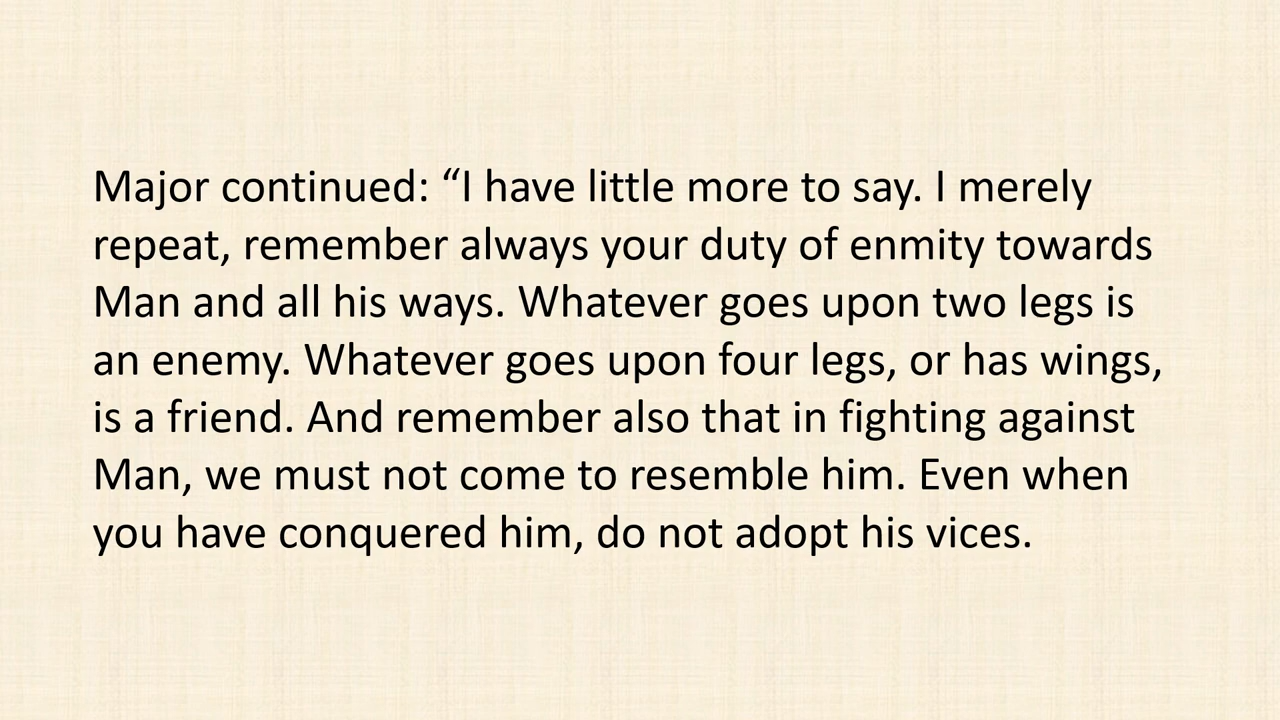 Major continued: “I have little more to say. I merely
repeat, remember always your duty of enmity towards
Man and all his ways. Whatever goes upon two legs is
an enemy. Whatever goes upon four legs, or has wings,
is a friend. And remember also that in fighting against
Man, we must not come to resemble him. Even when
you have conquered him, do not adopt his vices.